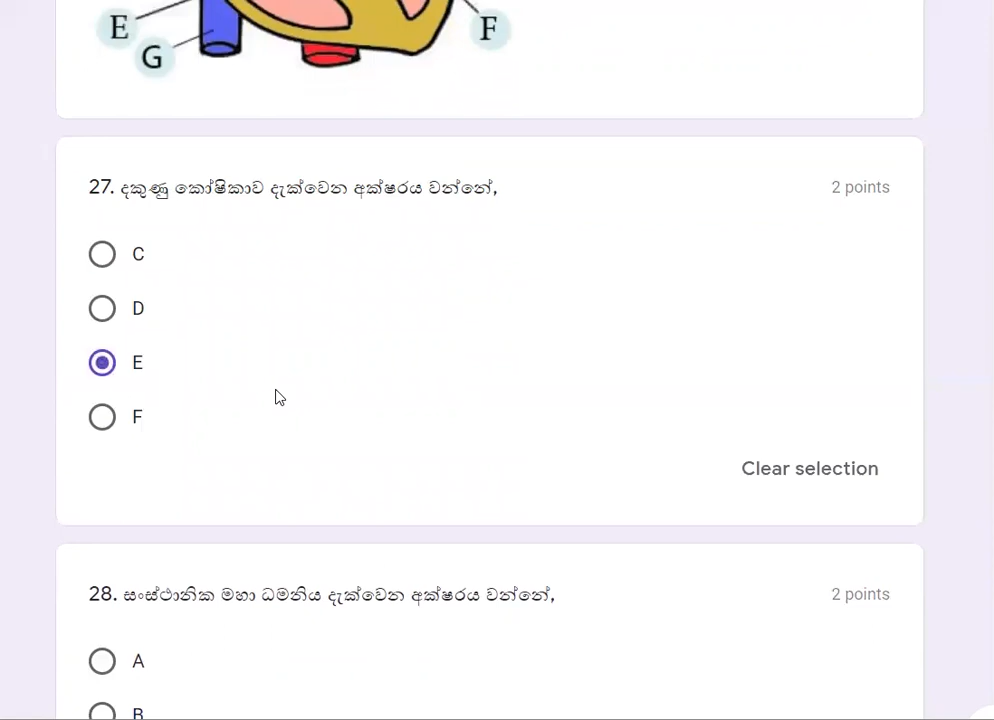 E
G
F
27. දකුණු කෝෂිකාව දැක්වෙන අක්ෂරය වන්නේ,
2 points
C
D
E
F
Clear selection
28. සංස්ථානික මහා ධමනිය දැක්වෙන අක්ෂරය වන්නේ,
2 points
A
B